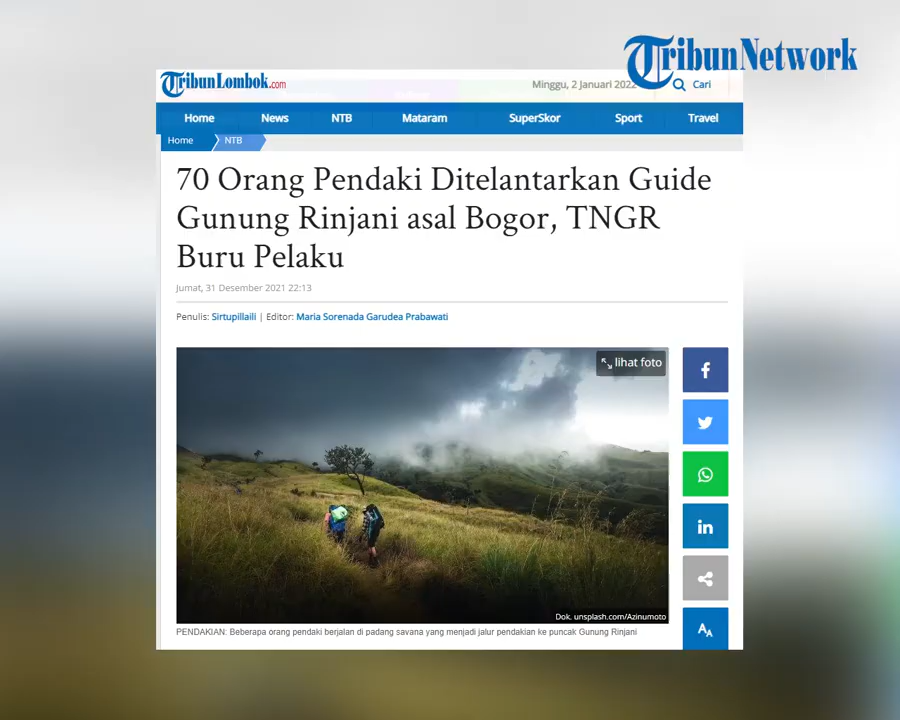 TribunNetwork
TribunLombok.com
Minggu, 2 Januari 2022
Cari
Home News NTB Mataram SuperSkor Sport Travel
Home NTB
70 Orang Pendaki Ditelantarkan Guide
Gunung Rinjani asal Bogor, TNGR
Buru Pelaku
Jumat, 31 Desember 2021 22:13
Penulis: Sirtupillaili | Editor: Maria Sorenada Garudea Prabawati
lihat foto
Dok. unsplash.com/Azinumoto
PENDAKIAN: Beberapa orang pendaki berjalan di padang savana yang menjadi jalur pendakian ke puncak Gunung Rinjani
f
in
AA